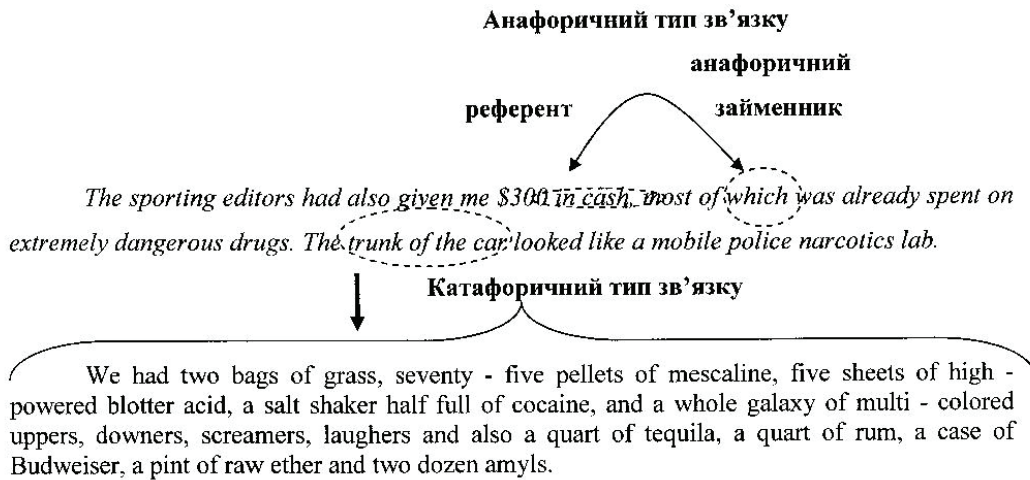 Анафоричний тип зв’язку
анафоричний
референт займенник
The sporting editors had also given me $300 in cash, most of which was already spent on
extremely dangerous drugs. The trunk of the car looked like a mobile police narcotics lab.
Катафоричний тип зв’язку
We had two bags of grass, seventy - five pellets of mescaline, five sheets of high -
powered blotter acid, a salt shaker half full of cocaine, and a whole galaxy of multi - colored
uppers, downers, screamers, laughers and also a quart of tequila, a quart of rum, a case of
Budweiser, a pint of raw ether and two dozen amyls.